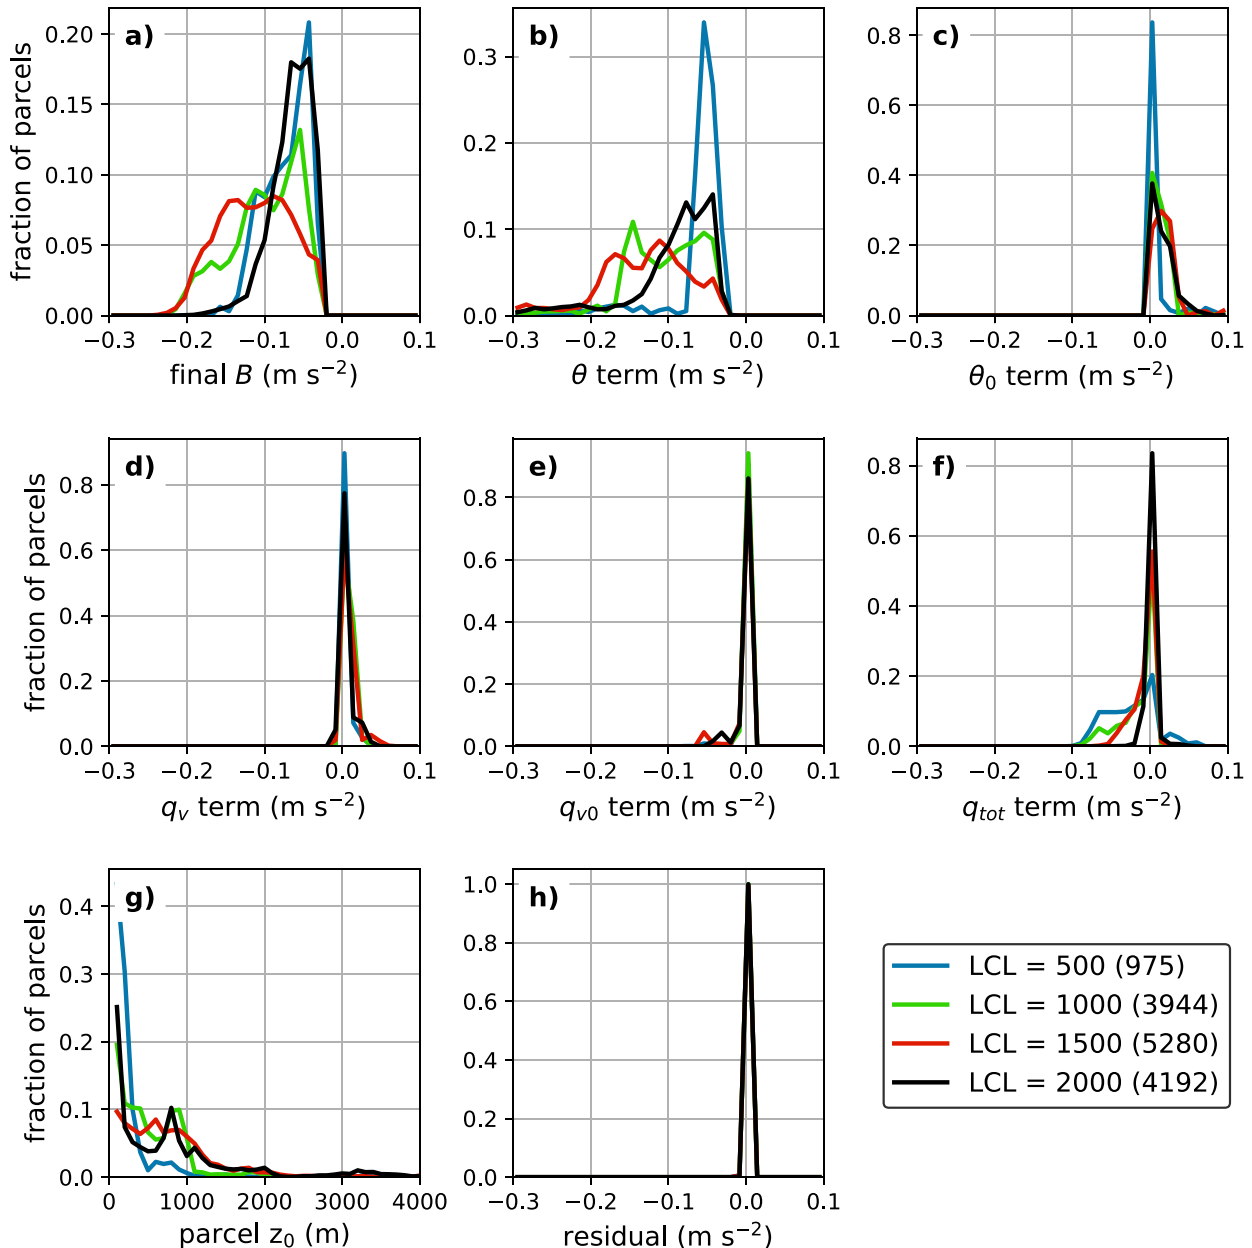 a)
fraction of parcels
0.20
0.15
0.10
0.05
0.00
−0.3 −0.2 −0.1 0.0 0.1
final B (m s⁻²)
b)
0.3
0.2
0.1
0.0
−0.3 −0.2 −0.1 0.0 0.1
θ term (m s⁻²)
c)
0.8
0.6
0.4
0.2
0.0
−0.3 −0.2 −0.1 0.0 0.1
θ₀ term (m s⁻²)
d)
fraction of parcels
0.8
0.6
0.4
0.2
0.0
−0.3 −0.2 −0.1 0.0 0.1
q_v term (m s⁻²)
e)
0.8
0.6
0.4
0.2
0.0
−0.3 −0.2 −0.1 0.0 0.1
q_{v0} term (m s⁻²)
f)
0.8
0.6
0.4
0.2
0.0
−0.3 −0.2 −0.1 0.0 0.1
q_{tot} term (m s⁻²)
g)
fraction of parcels
0.4
0.3
0.2
0.1
0.0
0 1000 2000 3000 4000
parcel z₀ (m)
h)
1.0
0.8
0.6
0.4
0.2
0.0
−0.3 −0.2 −0.1 0.0 0.1
residual (m s⁻²)
LCL = 500 (975)
LCL = 1000 (3944)
LCL = 1500 (5280)
LCL = 2000 (4192)